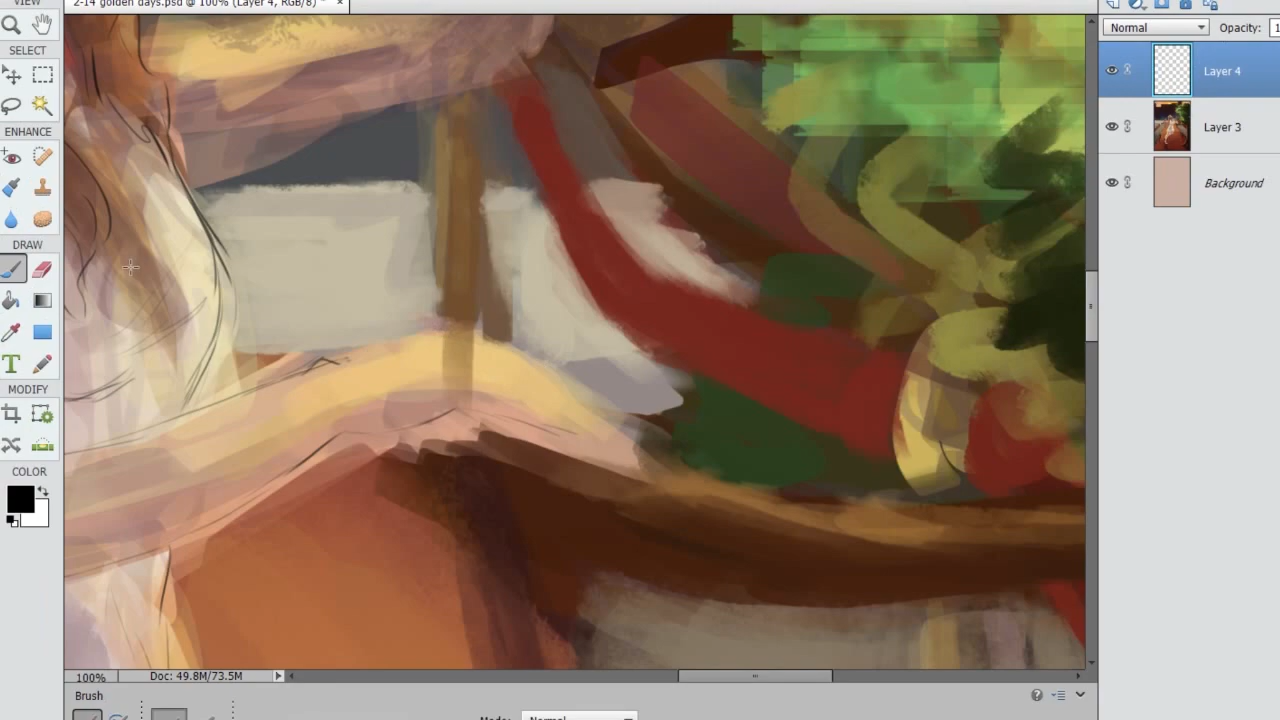 VIEW
2-14 golden days.psd @ 100% (Layer 4, RGB/8) * ×
Normal Opacity: 1
SELECT
Layer 4
ENHANCE
Layer 3
Background
DRAW
T
MODIFY
COLOR
100% Doc: 49.8M/73.5M
Brush
Mode: Normal